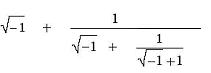 √-1 + 1/(√-1 + 1/(√-1+1))